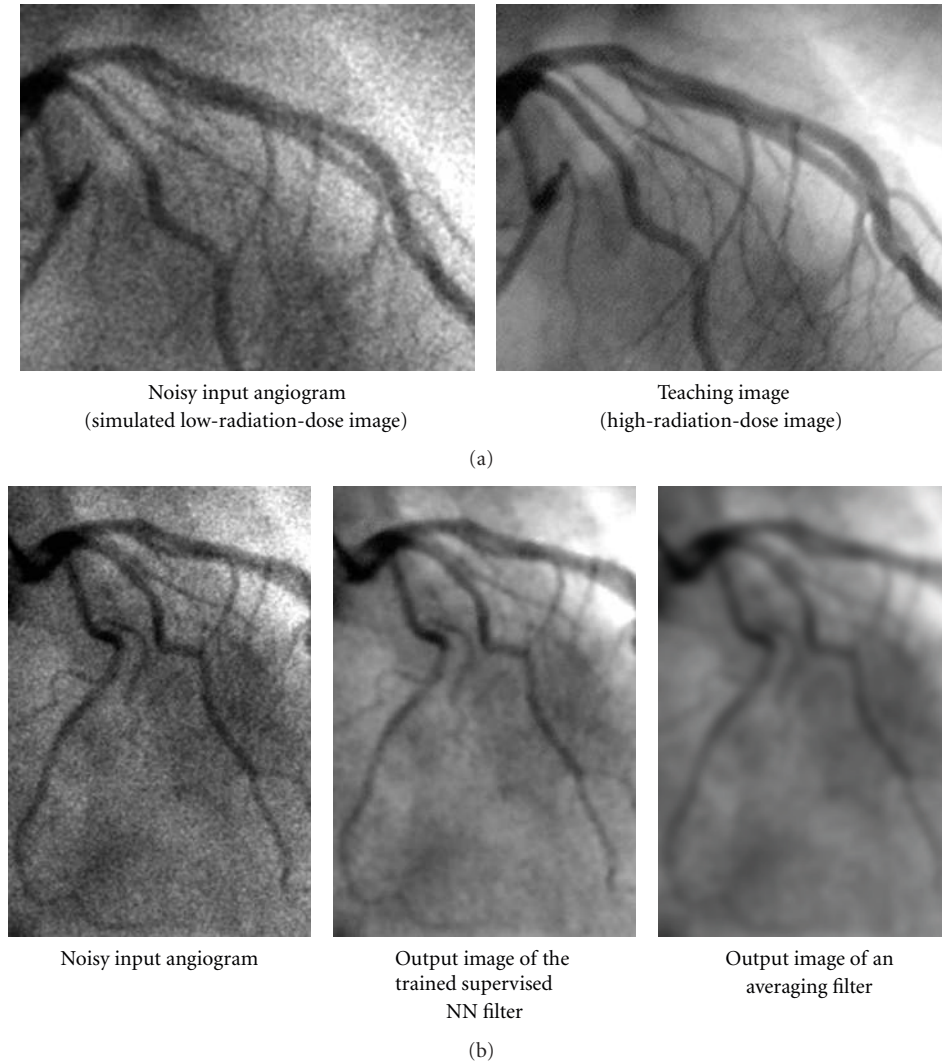 Noisy input angiogram
(simulated low-radiation-dose image)
Teaching image
(high-radiation-dose image)
(a)
Noisy input angiogram
Output image of the
trained supervised
NN filter
Output image of an
averaging filter
(b)